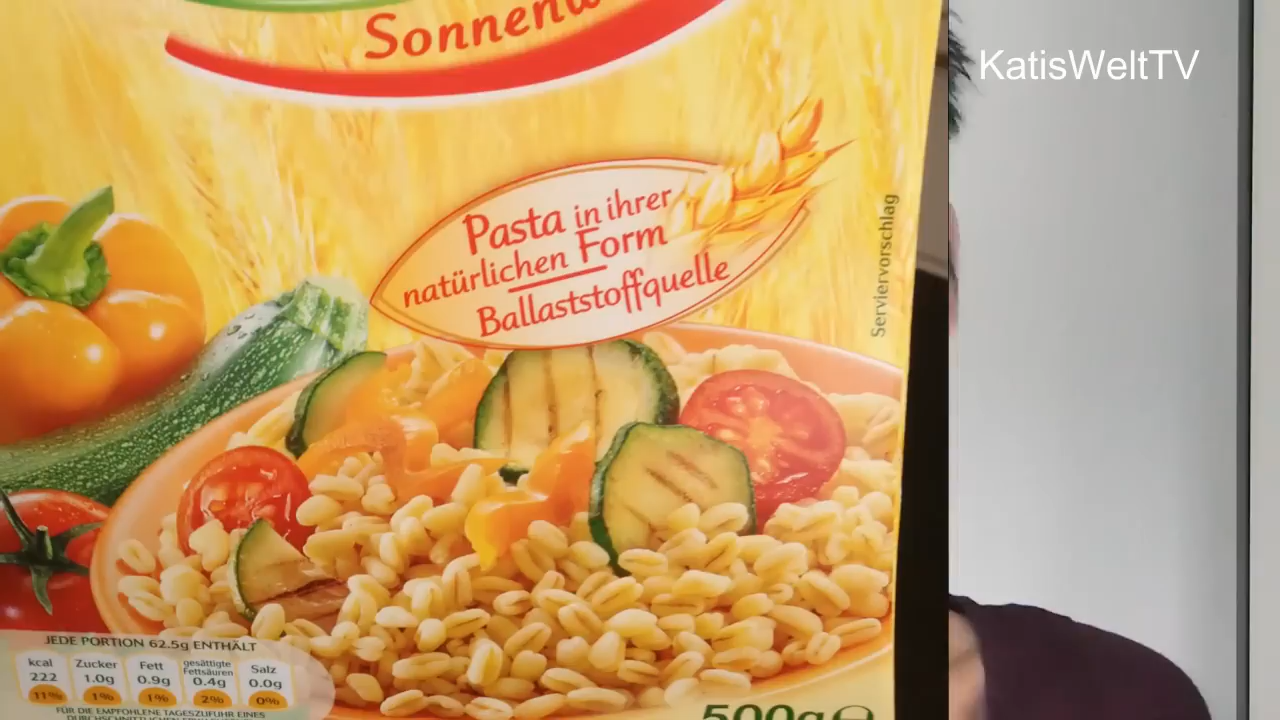 Sonnenw
KatisWeltTV
Pasta in ihrer
natürlichen Form
Ballaststoffquelle
Serviervorschlag
JEDE PORTION 62.5g ENTHÄLT
kcal Zucker Fett gesättigte Fettsäuren Salz
222 1.0g 0.9g 0.4g 0.0g
11% 1% 1% 2% 0%
FÜR DIE EMPFOHLENE TAGESZUFUHR EINES
500g e